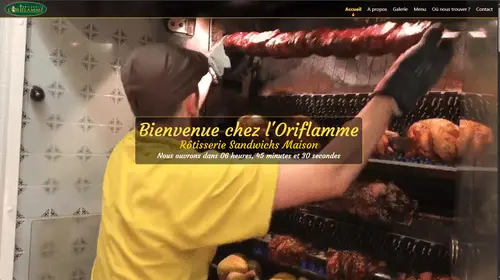 L'ORIFLAMME
Accueil A propos Galerie Menu Où nous trouver ? Contact
Bienvenue chez l'Oriflamme
Rôtisserie Sandwichs Maison
Nous ouvrons dans 06 heures, 45 minutes et 30 secondes